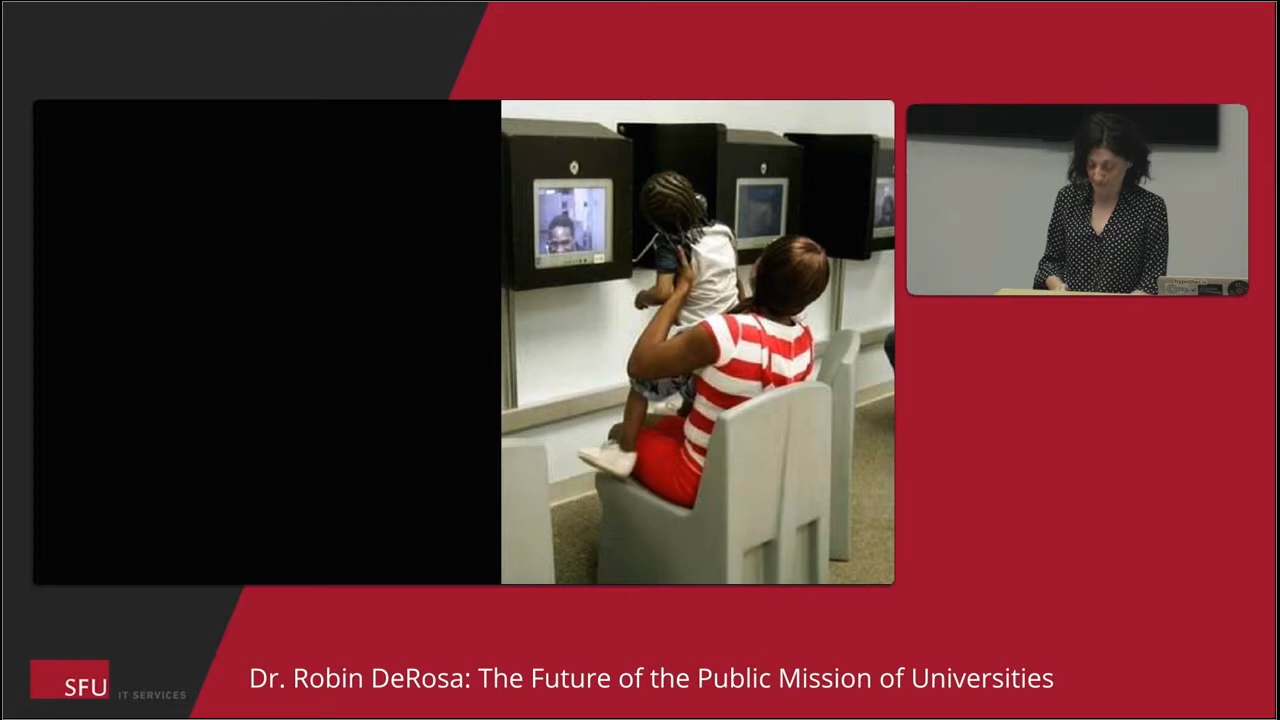 SFU IT SERVICES
Dr. Robin DeRosa: The Future of the Public Mission of Universities